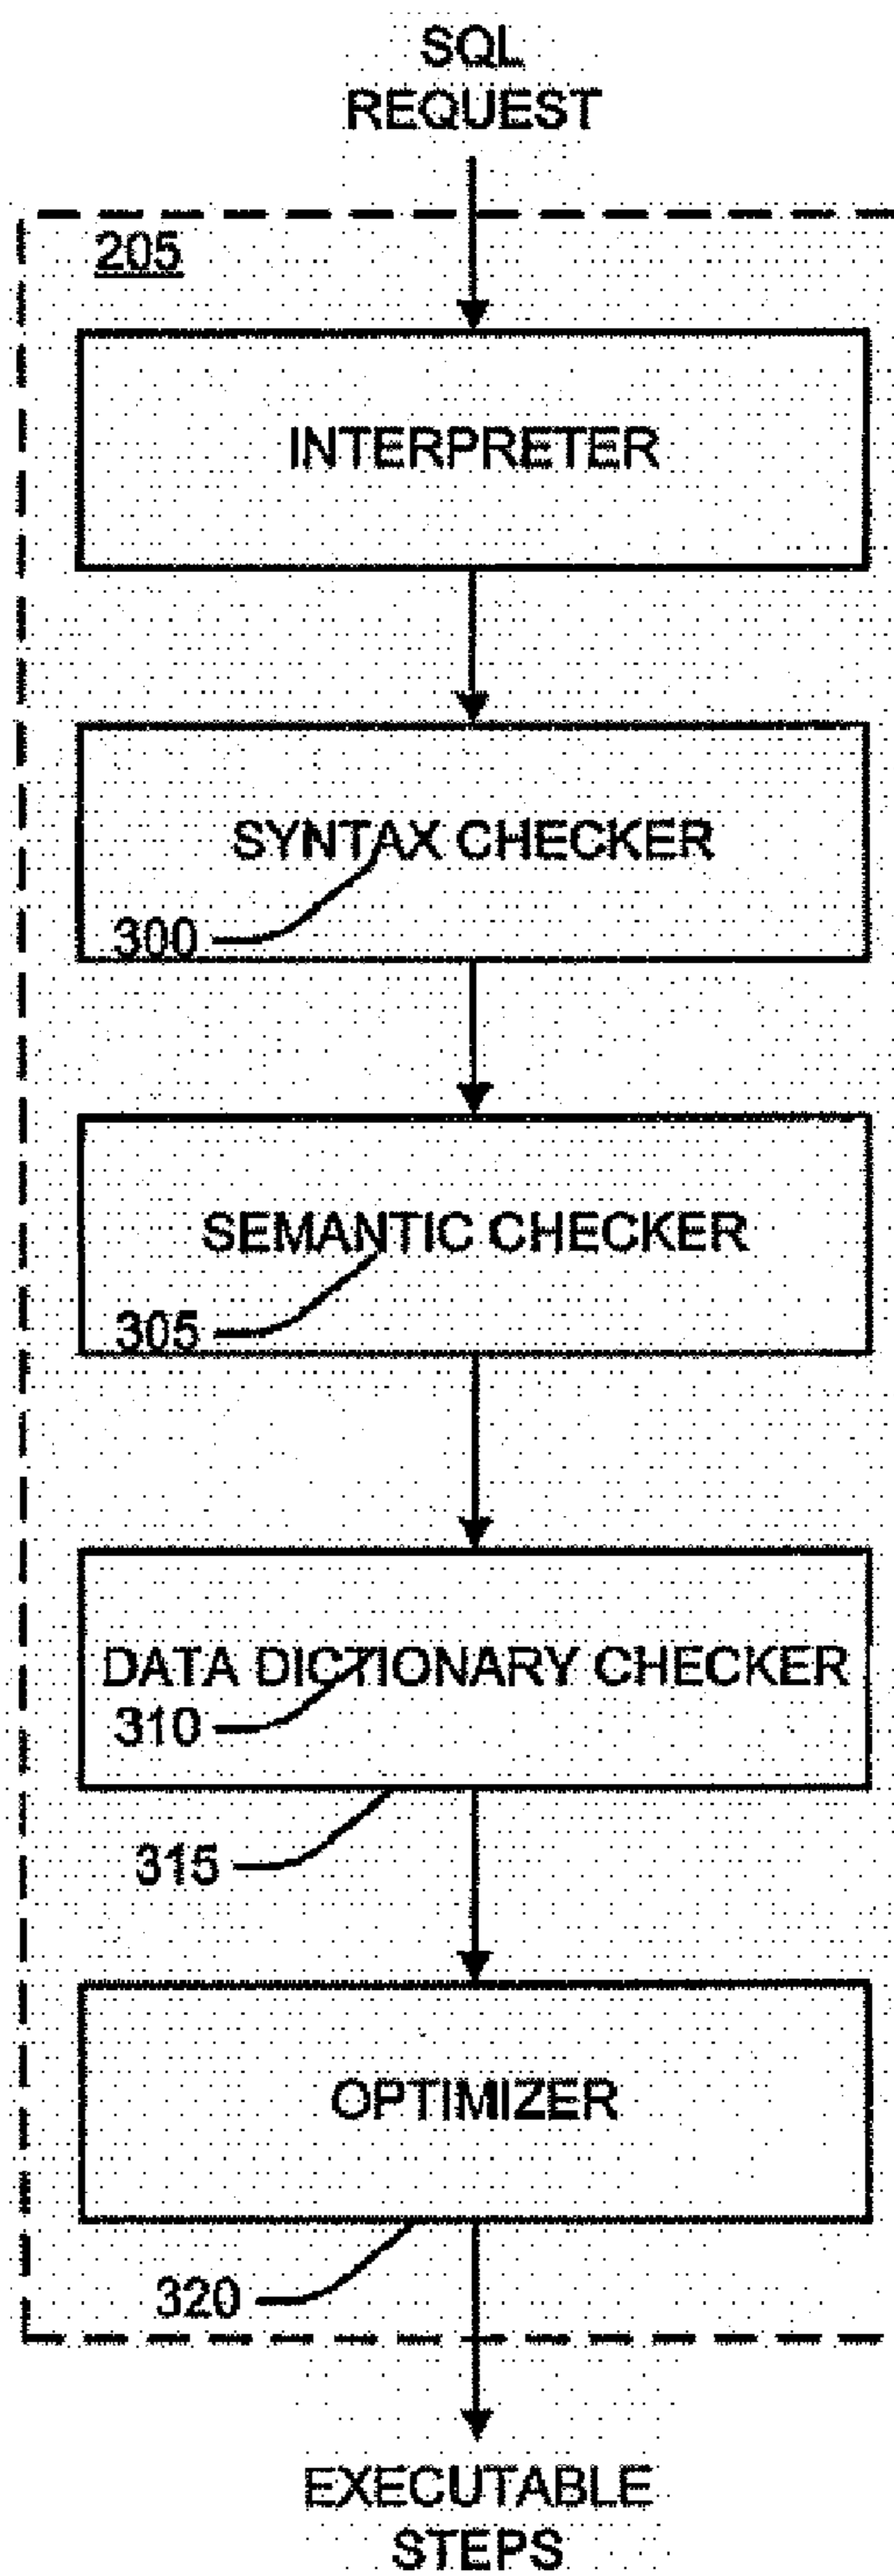 SQL
REQUEST
205
INTERPRETER
SYNTAX CHECKER
300
SEMANTIC CHECKER
305
DATA DICTIONARY CHECKER
310
315
OPTIMIZER
320
EXECUTABLE
STEPS